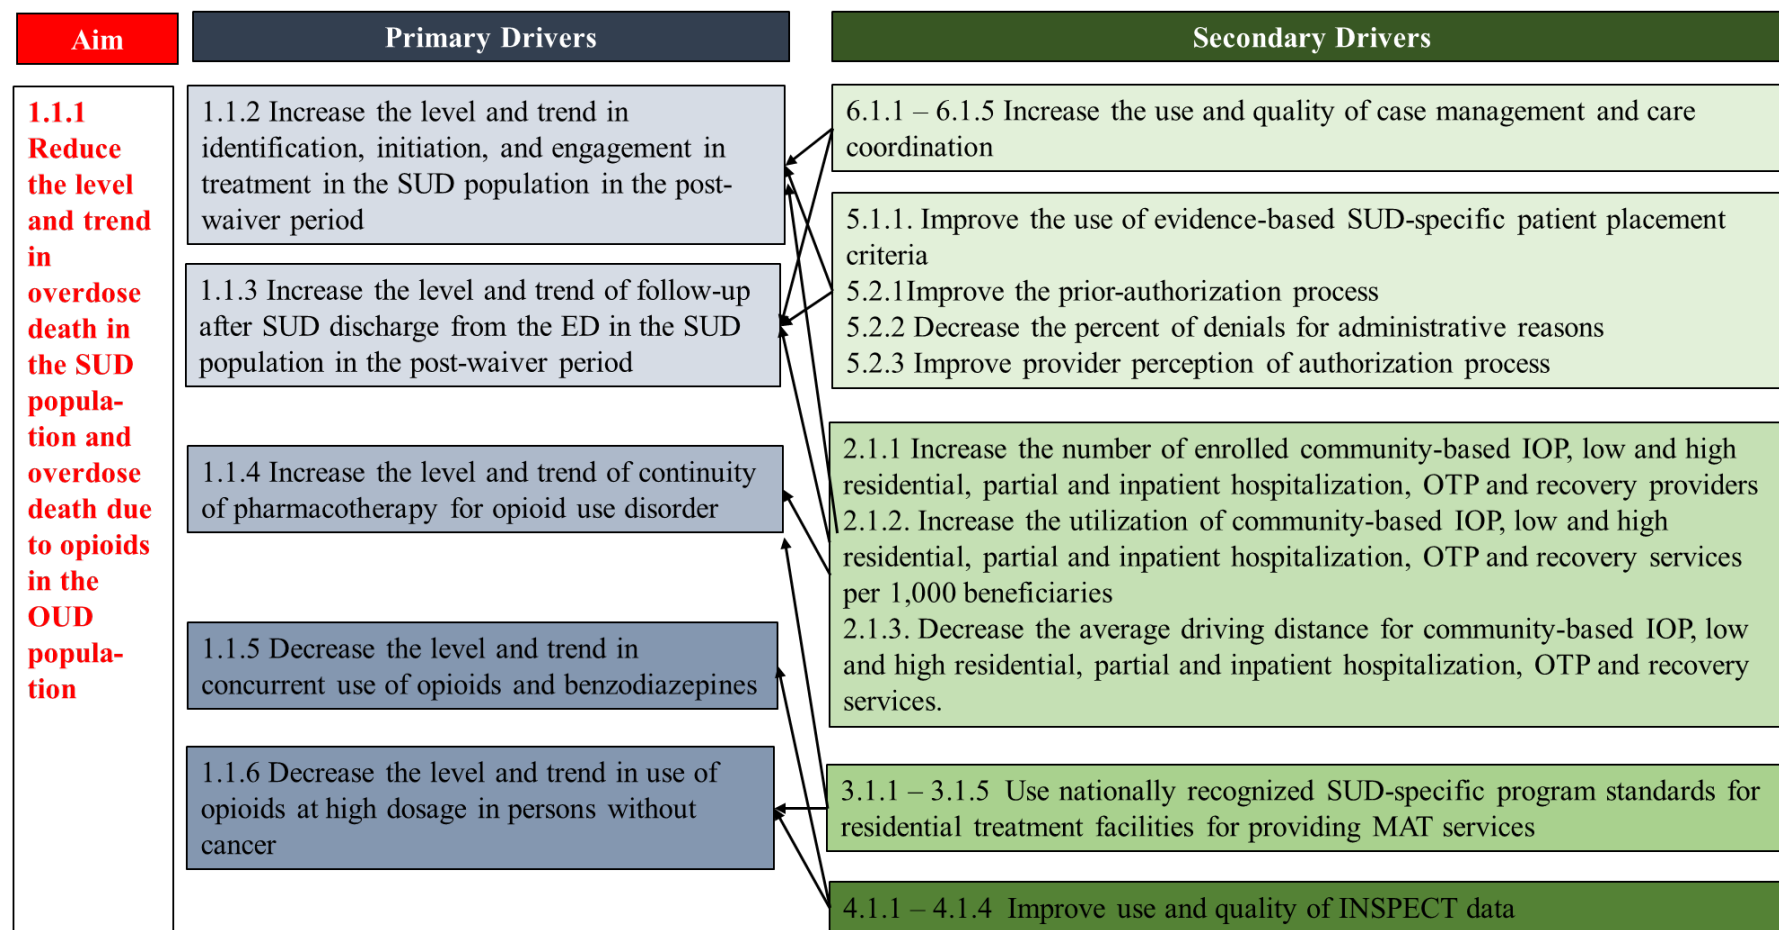 Aim
Primary Drivers
Secondary Drivers
1.1.1
Reduce
the level
and trend
in
overdose
death in
the SUD
popula-
tion and
overdose
death due
to opioids
in the
OUD
popula-
tion
1.1.2 Increase the level and trend in
identification, initiation, and engagement in
treatment in the SUD population in the post-
waiver period
1.1.3 Increase the level and trend of follow-up
after SUD discharge from the ED in the SUD
population in the post-waiver period
1.1.4 Increase the level and trend of continuity
of pharmacotherapy for opioid use disorder
1.1.5 Decrease the level and trend in
concurrent use of opioids and benzodiazepines
1.1.6 Decrease the level and trend in use of
opioids at high dosage in persons without
cancer
6.1.1 – 6.1.5 Increase the use and quality of case management and care
coordination
5.1.1. Improve the use of evidence-based SUD-specific patient placement
criteria
5.2.1Improve the prior-authorization process
5.2.2 Decrease the percent of denials for administrative reasons
5.2.3 Improve provider perception of authorization process
2.1.1 Increase the number of enrolled community-based IOP, low and high
residential, partial and inpatient hospitalization, OTP and recovery providers
2.1.2. Increase the utilization of community-based IOP, low and high
residential, partial and inpatient hospitalization, OTP and recovery services
per 1,000 beneficiaries
2.1.3. Decrease the average driving distance for community-based IOP, low
and high residential, partial and inpatient hospitalization, OTP and recovery
services.
3.1.1 – 3.1.5 Use nationally recognized SUD-specific program standards for
residential treatment facilities for providing MAT services
4.1.1 – 4.1.4 Improve use and quality of INSPECT data